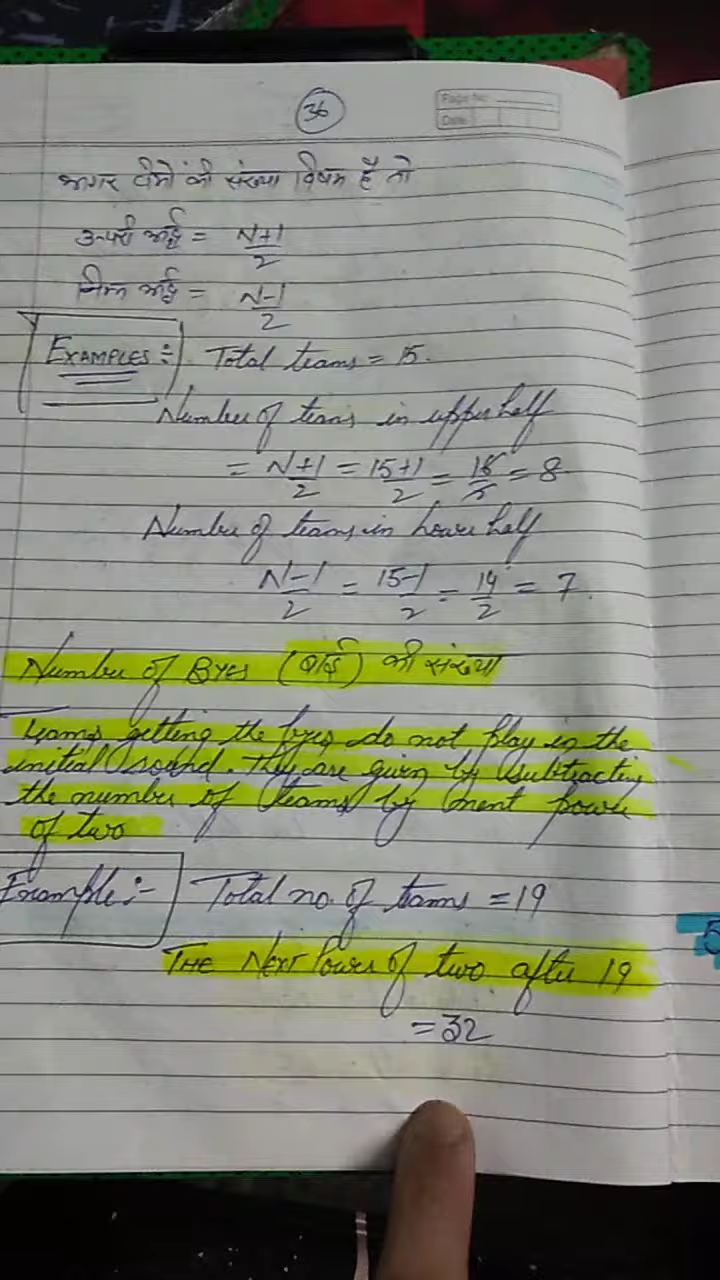 36
Page No.
Date
अगर टीमों की संख्या विषम है तो
उपरी अर्द्ध = N+1/2
निम्न अर्द्ध = N-1/2
EXAMPLES :- Total teams = 15.
Number of teams in upper half
= N+1/2 = 15+1/2 = 16/2 = 8
Number of teams in lower half
N-1/2 = 15-1/2 = 14/2 = 7.
Number of Byes (बाई) की संख्या
Teams getting the byes do not play in the
initial round. They are given by subtracting
the number of teams by next power
of two
Example :- Total no. of teams = 19
THE Next Power of two after 19
= 32
5